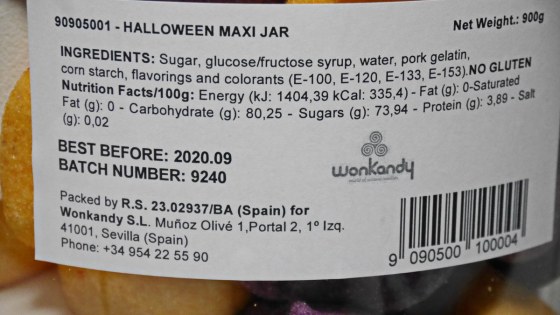 90905001 - HALLOWEEN MAXI JAR
Net Weight.: 900g
INGREDIENTS: Sugar, glucose/fructose syrup, water, pork gelatin,
corn starch, flavorings and colorants (E-100, E-120, E-133, E-153).NO GLUTEN
Nutrition Facts/100g: Energy (kJ: 1404,39 kCal: 335,4) - Fat (g): 0-Saturated
Fat (g): 0 - Carbohydrate (g): 80,25 - Sugars (g): 73,94 - Protein (g): 3,89 - Salt
(g): 0,02
BEST BEFORE: 2020.09
BATCH NUMBER: 9240
wonkandy
Packed by R.S. 23.02937/BA (Spain) for
Wonkandy S.L. Muñoz Olivé 1,Portal 2, 1º Izq.
41001, Sevilla (Spain)
Phone: +34 954 22 55 90
9 090500 100004